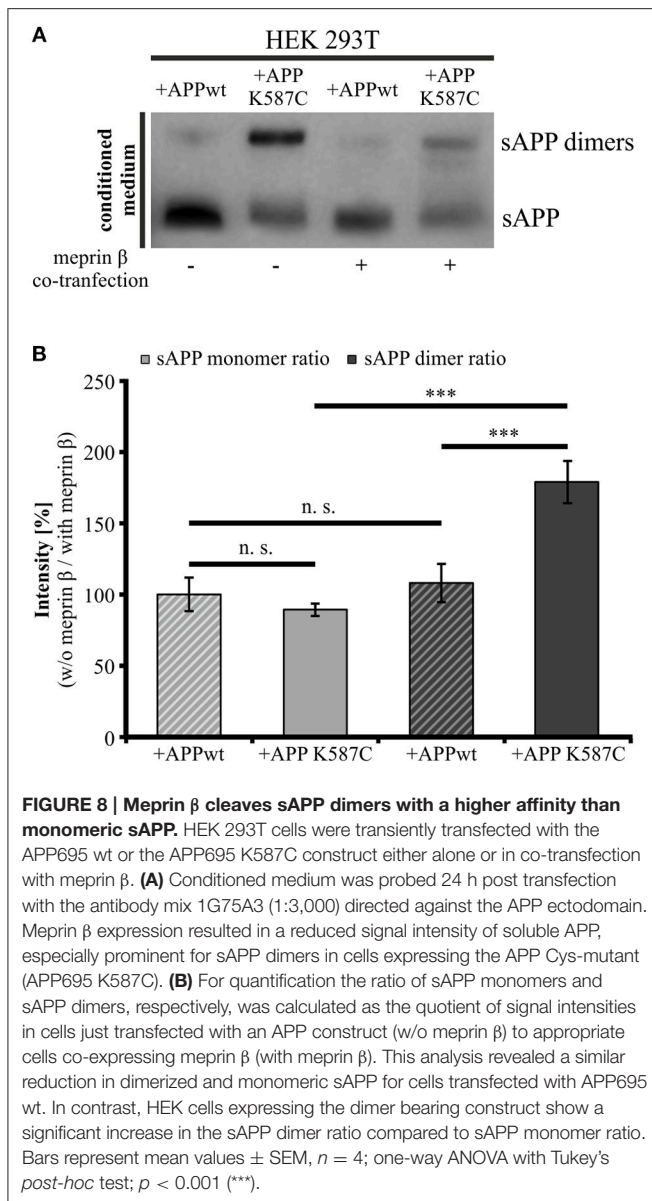 A
HEK 293T
+APPwt +APP K587C +APPwt +APP K587C
conditioned medium
sAPP dimers
sAPP
meprin β co-tranfection - - + +
B
sAPP monomer ratio sAPP dimer ratio
250
200
150
100
50
0
Intensity [%]
(w/o meprin β / with meprin β)
***
***
n. s.
n. s.
+APPwt +APP K587C +APPwt +APP K587C
FIGURE 8 | Meprin β cleaves sAPP dimers with a higher affinity than
monomeric sAPP. HEK 293T cells were transiently transfected with the
APP695 wt or the APP695 K587C construct either alone or in co-transfection
with meprin β. (A) Conditioned medium was probed 24 h post transfection
with the antibody mix 1G75A3 (1:3,000) directed against the APP ectodomain.
Meprin β expression resulted in a reduced signal intensity of soluble APP,
especially prominent for sAPP dimers in cells expressing the APP Cys-mutant
(APP695 K587C). (B) For quantification the ratio of sAPP monomers and
sAPP dimers, respectively, was calculated as the quotient of signal intensities
in cells just transfected with an APP construct (w/o meprin β) to appropriate
cells co-expressing meprin β (with meprin β). This analysis revealed a similar
reduction in dimerized and monomeric sAPP for cells transfected with APP695
wt. In contrast, HEK cells expressing the dimer bearing construct show a
significant increase in the sAPP dimer ratio compared to sAPP monomer ratio.
Bars represent mean values ± SEM, n = 4; one-way ANOVA with Tukey's
post-hoc test; p < 0.001 (***).